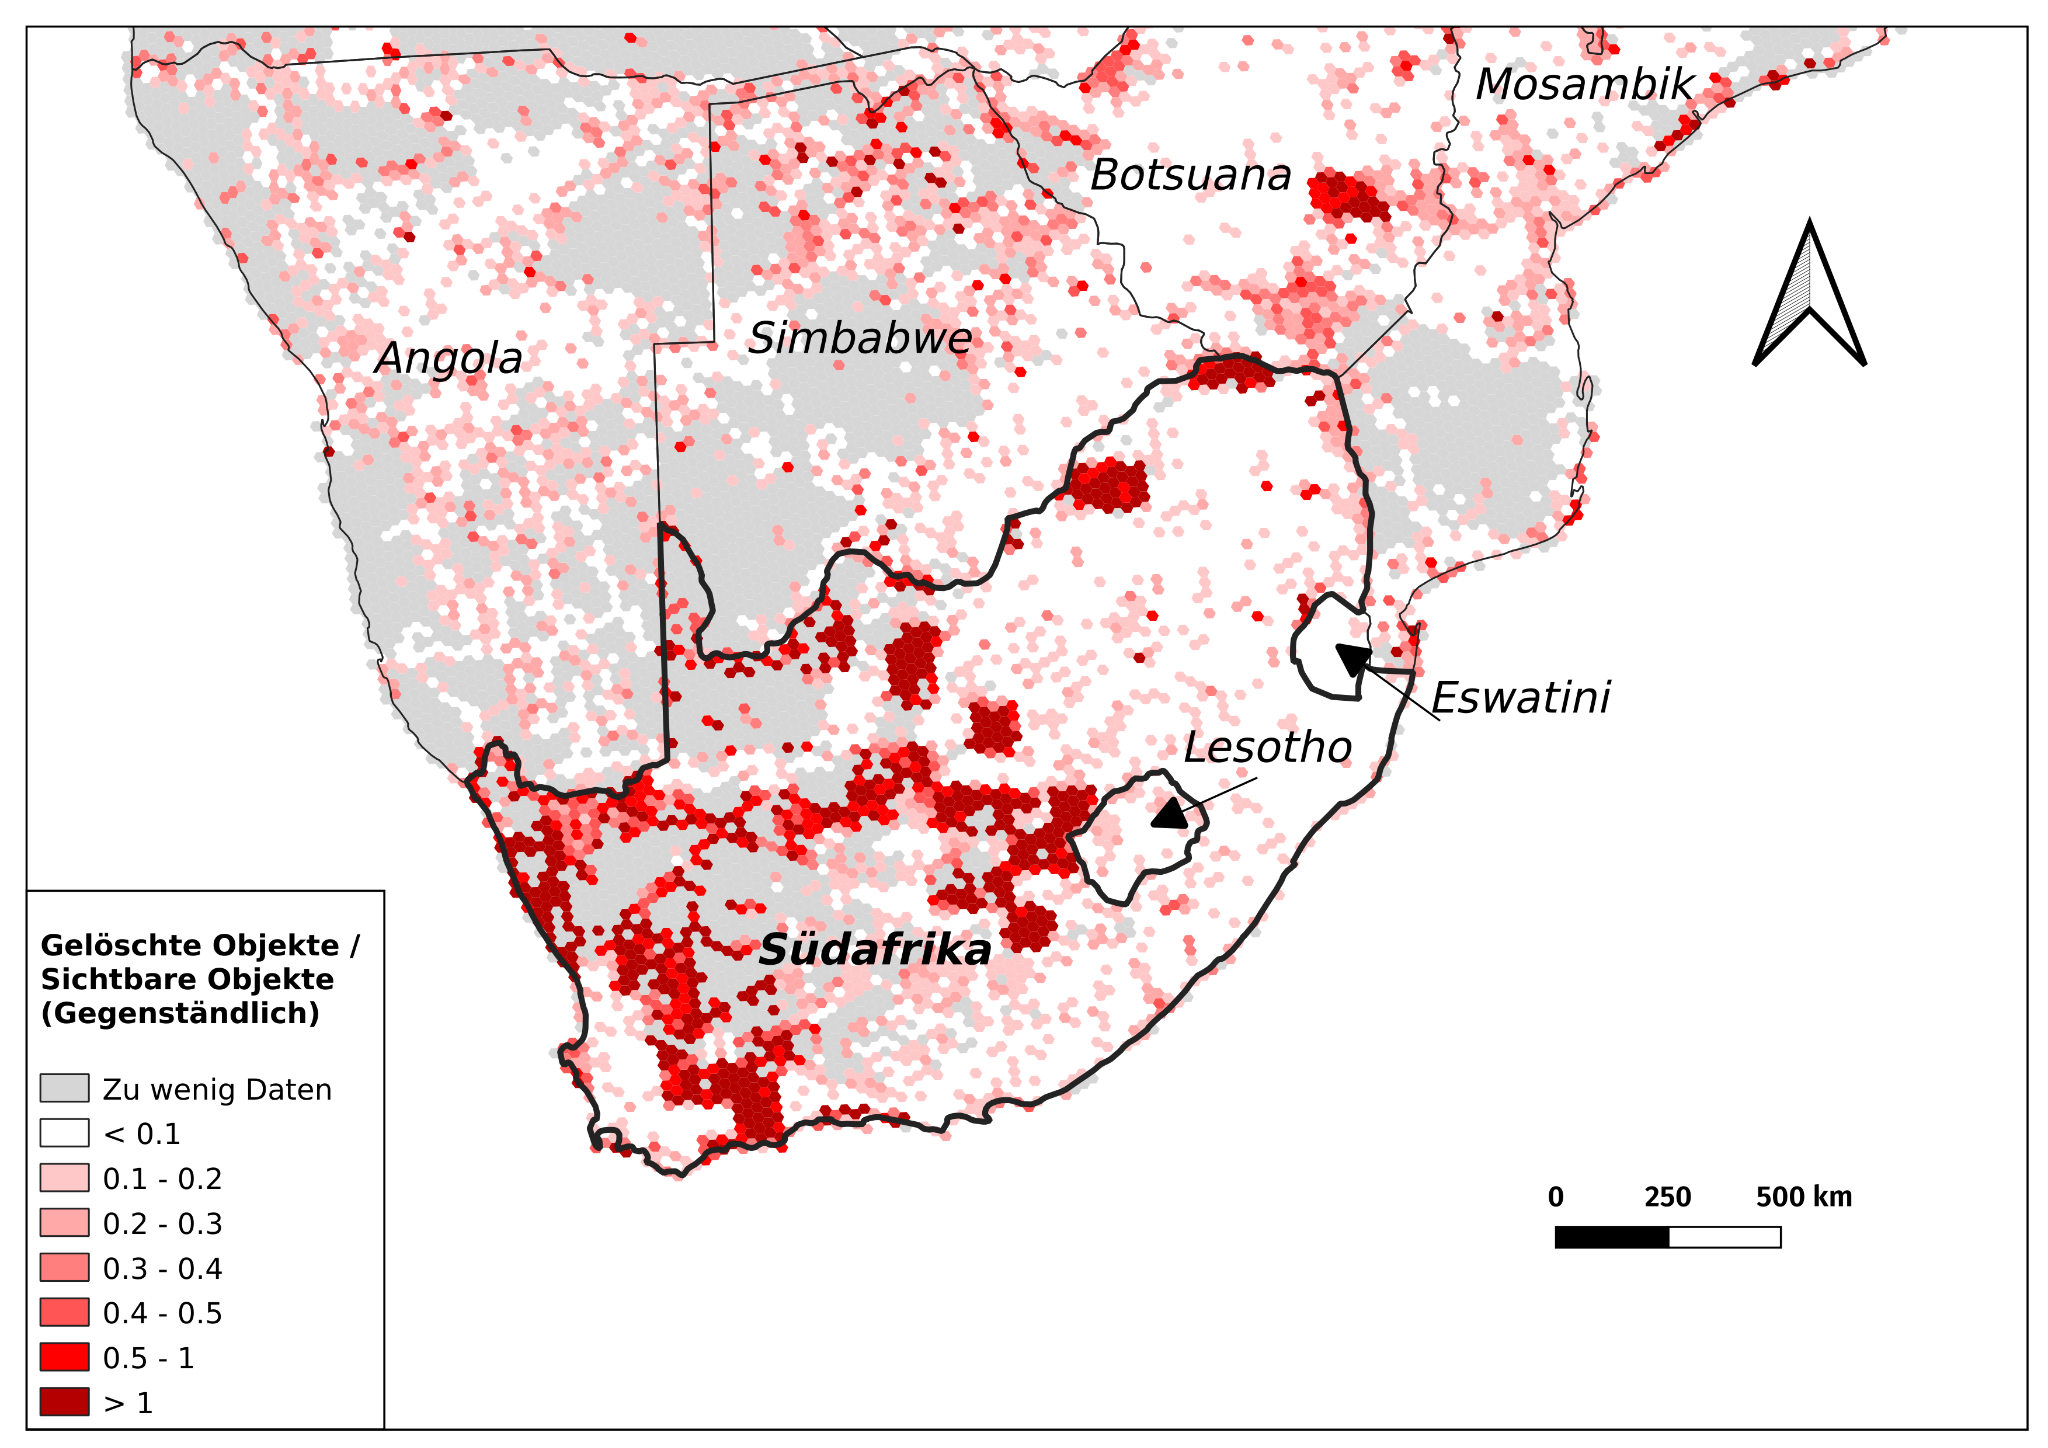 Mosambik
Botsuana
Simbabwe
Angola
Eswatini
Lesotho
Südafrika
Gelöschte Objekte /
Sichtbare Objekte
(Gegenständlich)
Zu wenig Daten
< 0.1
0.1 - 0.2
0.2 - 0.3
0.3 - 0.4
0.4 - 0.5
0.5 - 1
> 1
0 250 500 km